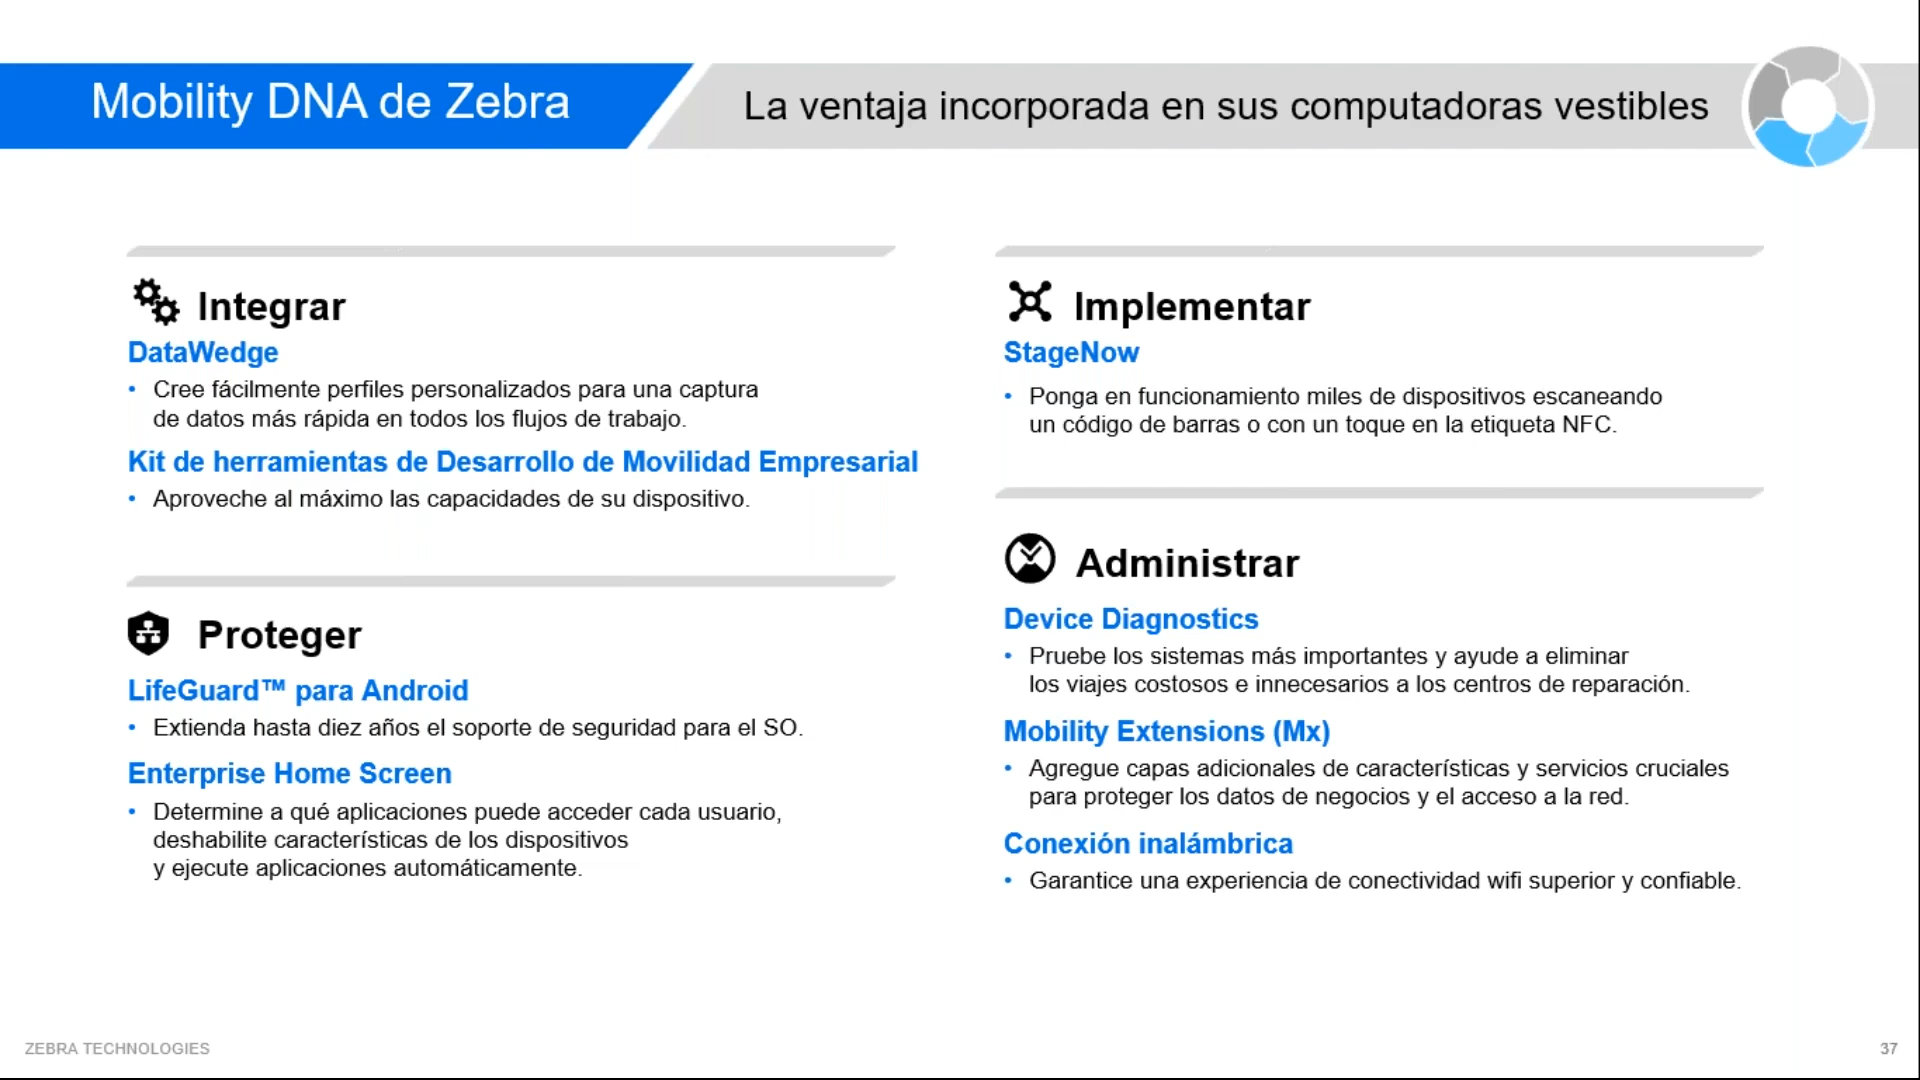 Mobility DNA de Zebra
La ventaja incorporada en sus computadoras vestibles
Integrar
DataWedge
• Cree fácilmente perfiles personalizados para una captura
de datos más rápida en todos los flujos de trabajo.
Kit de herramientas de Desarrollo de Movilidad Empresarial
• Aproveche al máximo las capacidades de su dispositivo.
Proteger
LifeGuard™ para Android
• Extienda hasta diez años el soporte de seguridad para el SO.
Enterprise Home Screen
• Determine a qué aplicaciones puede acceder cada usuario,
deshabilite características de los dispositivos
y ejecute aplicaciones automáticamente.
Implementar
StageNow
• Ponga en funcionamiento miles de dispositivos escaneando
un código de barras o con un toque en la etiqueta NFC.
Administrar
Device Diagnostics
• Pruebe los sistemas más importantes y ayude a eliminar
los viajes costosos e innecesarios a los centros de reparación.
Mobility Extensions (Mx)
• Agregue capas adicionales de características y servicios cruciales
para proteger los datos de negocios y el acceso a la red.
Conexión inalámbrica
• Garantice una experiencia de conectividad wifi superior y confiable.
ZEBRA TECHNOLOGIES
37